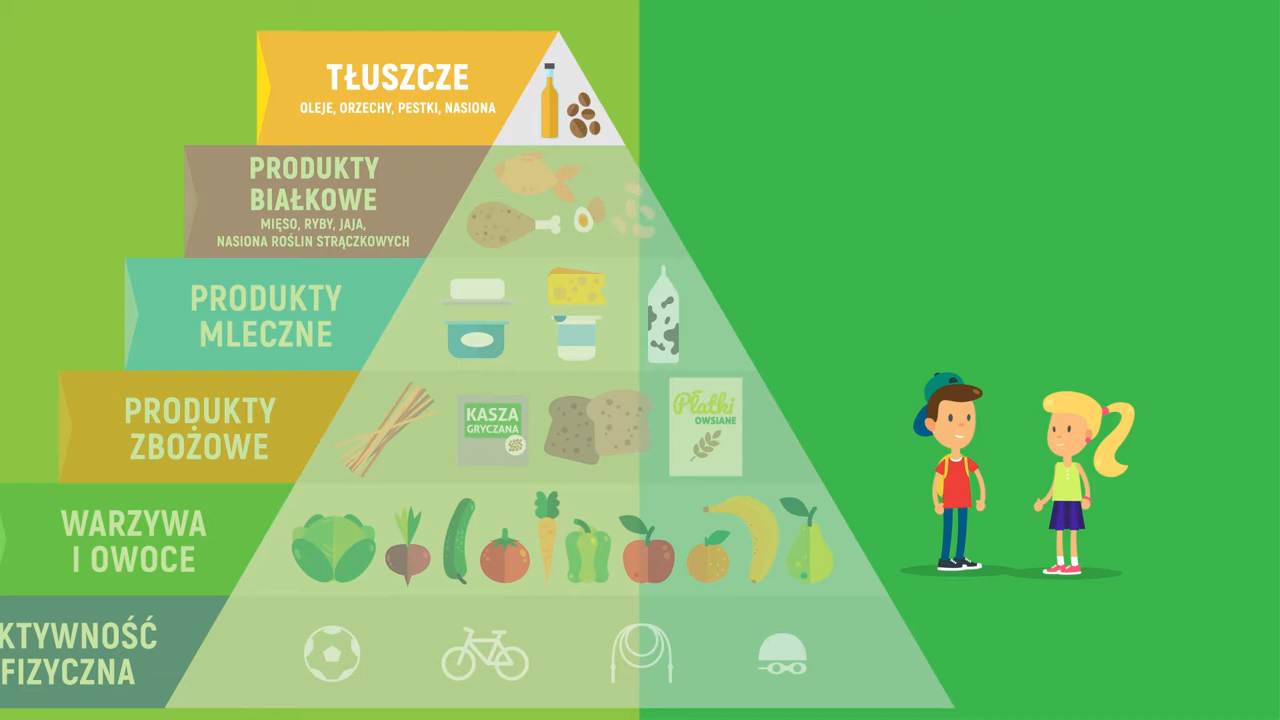 TŁUSZCZE
OLEJE, ORZECHY, PESTKI, NASIONA
PRODUKTY
BIAŁKOWE
MIĘSO, RYBY, JAJA,
NASIONA ROŚLIN STRĄCZKOWYCH
PRODUKTY
MLECZNE
PRODUKTY
ZBOŻOWE
KASZA
GRYCZANA
Płatki
OWSIANE
WARZYWA
I OWOCE
KTYWNOŚĆ
FIZYCZNA